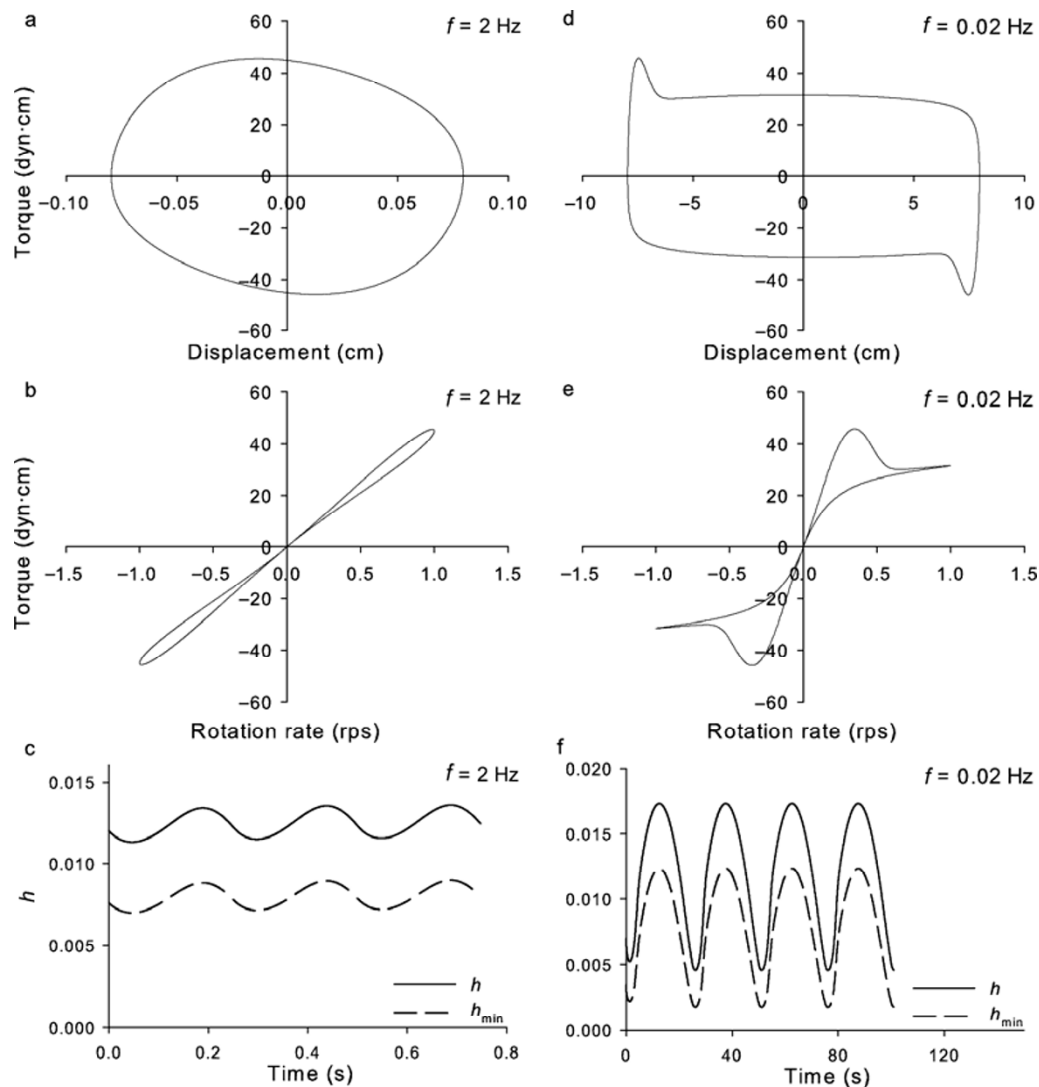 a
f = 2 Hz
Torque (dyn·cm)
60
40
20
0
−20
−40
−60
−0.10
−0.05
0.00
0.05
0.10
Displacement (cm)
d
f = 0.02 Hz
60
40
20
0
−20
−40
−60
−10
−5
0
5
10
Displacement (cm)
b
f = 2 Hz
Torque (dyn·cm)
60
40
20
0
−20
−40
−60
−1.5
−1.0
−0.5
0.0
0.5
1.0
1.5
Rotation rate (rps)
e
f = 0.02 Hz
60
40
20
0
−20
−40
−60
−1.5
−1.0
−0.5
0.0
0.5
1.0
1.5
Rotation rate (rps)
c
f = 2 Hz
h
0.015
0.010
0.005
0.000
h
hmin
0.0
0.2
0.4
0.6
0.8
Time (s)
f
f = 0.02 Hz
0.020
0.015
0.010
0.005
0.000
h
hmin
0
40
80
120
Time (s)